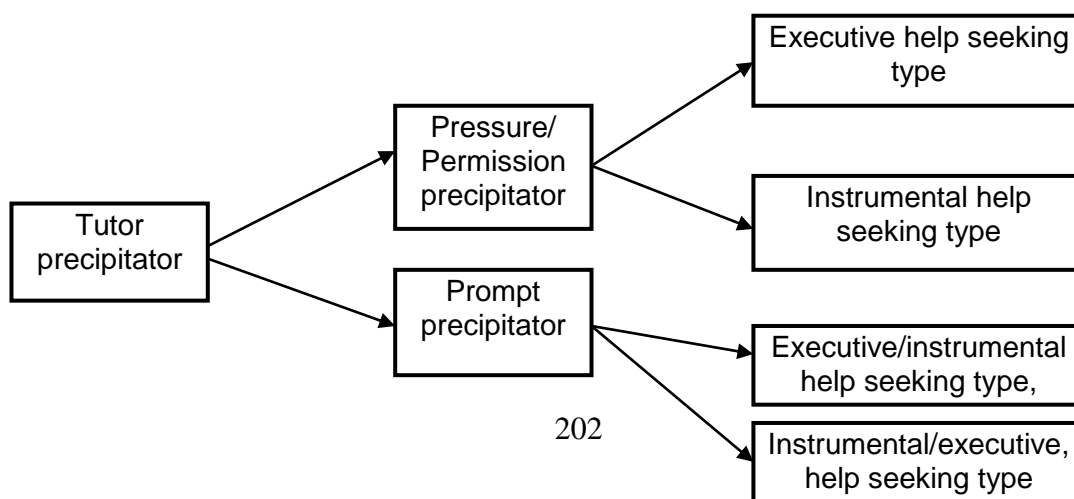 Tutor
precipitator
Pressure/
Permission
precipitator
Prompt
precipitator
Executive help seeking
type
Instrumental help
seeking type
Executive/instrumental
help seeking type,
Instrumental/executive,
help seeking type
202